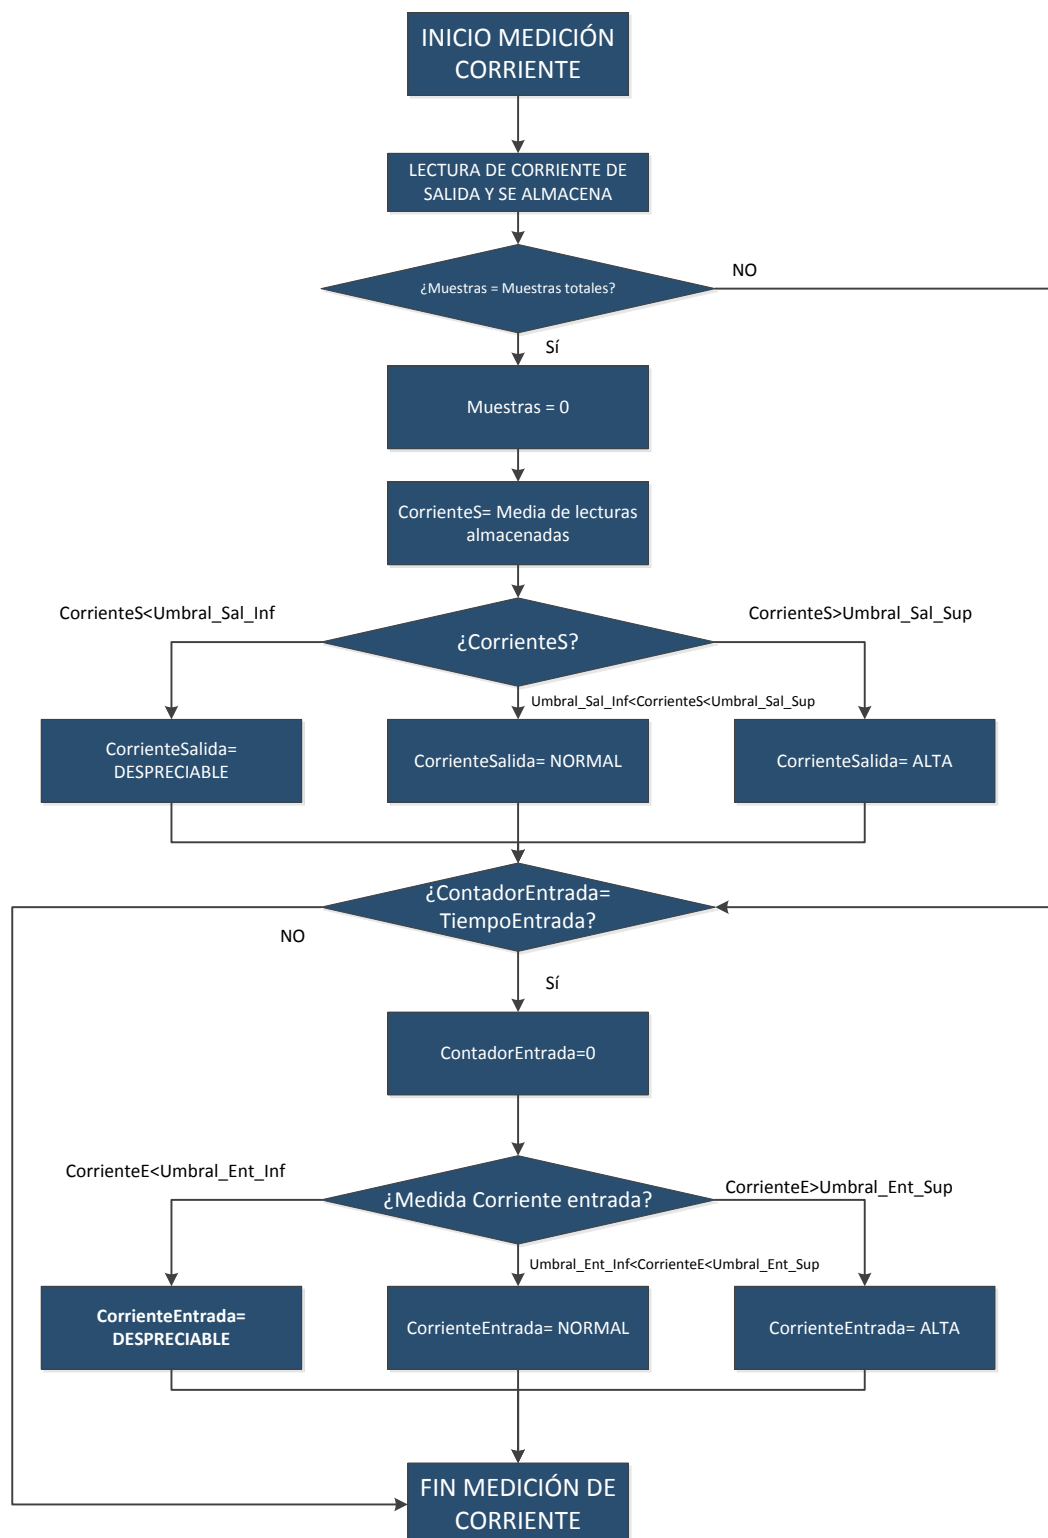 INICIO MEDICIÓN
CORRIENTE
LECTURA DE CORRIENTE DE
SALIDA Y SE ALMACENA
¿Muestras = Muestras totales?
NO
Sí
Muestras = 0
CorrienteS= Media de lecturas
almacenadas
CorrienteS<Umbral_Sal_Inf
CorrienteS>Umbral_Sal_Sup
¿CorrienteS?
Umbral_Sal_Inf<CorrienteS<Umbral_Sal_Sup
CorrienteSalida=
DESPRECIABLE
CorrienteSalida= NORMAL
CorrienteSalida= ALTA
¿ContadorEntrada=
TiempoEntrada?
NO
Sí
ContadorEntrada=0
CorrienteE<Umbral_Ent_Inf
CorrienteE>Umbral_Ent_Sup
¿Medida Corriente entrada?
Umbral_Ent_Inf<CorrienteE<Umbral_Ent_Sup
CorrienteEntrada=
DESPRECIABLE
CorrienteEntrada= NORMAL
CorrienteEntrada= ALTA
FIN MEDICIÓN DE
CORRIENTE